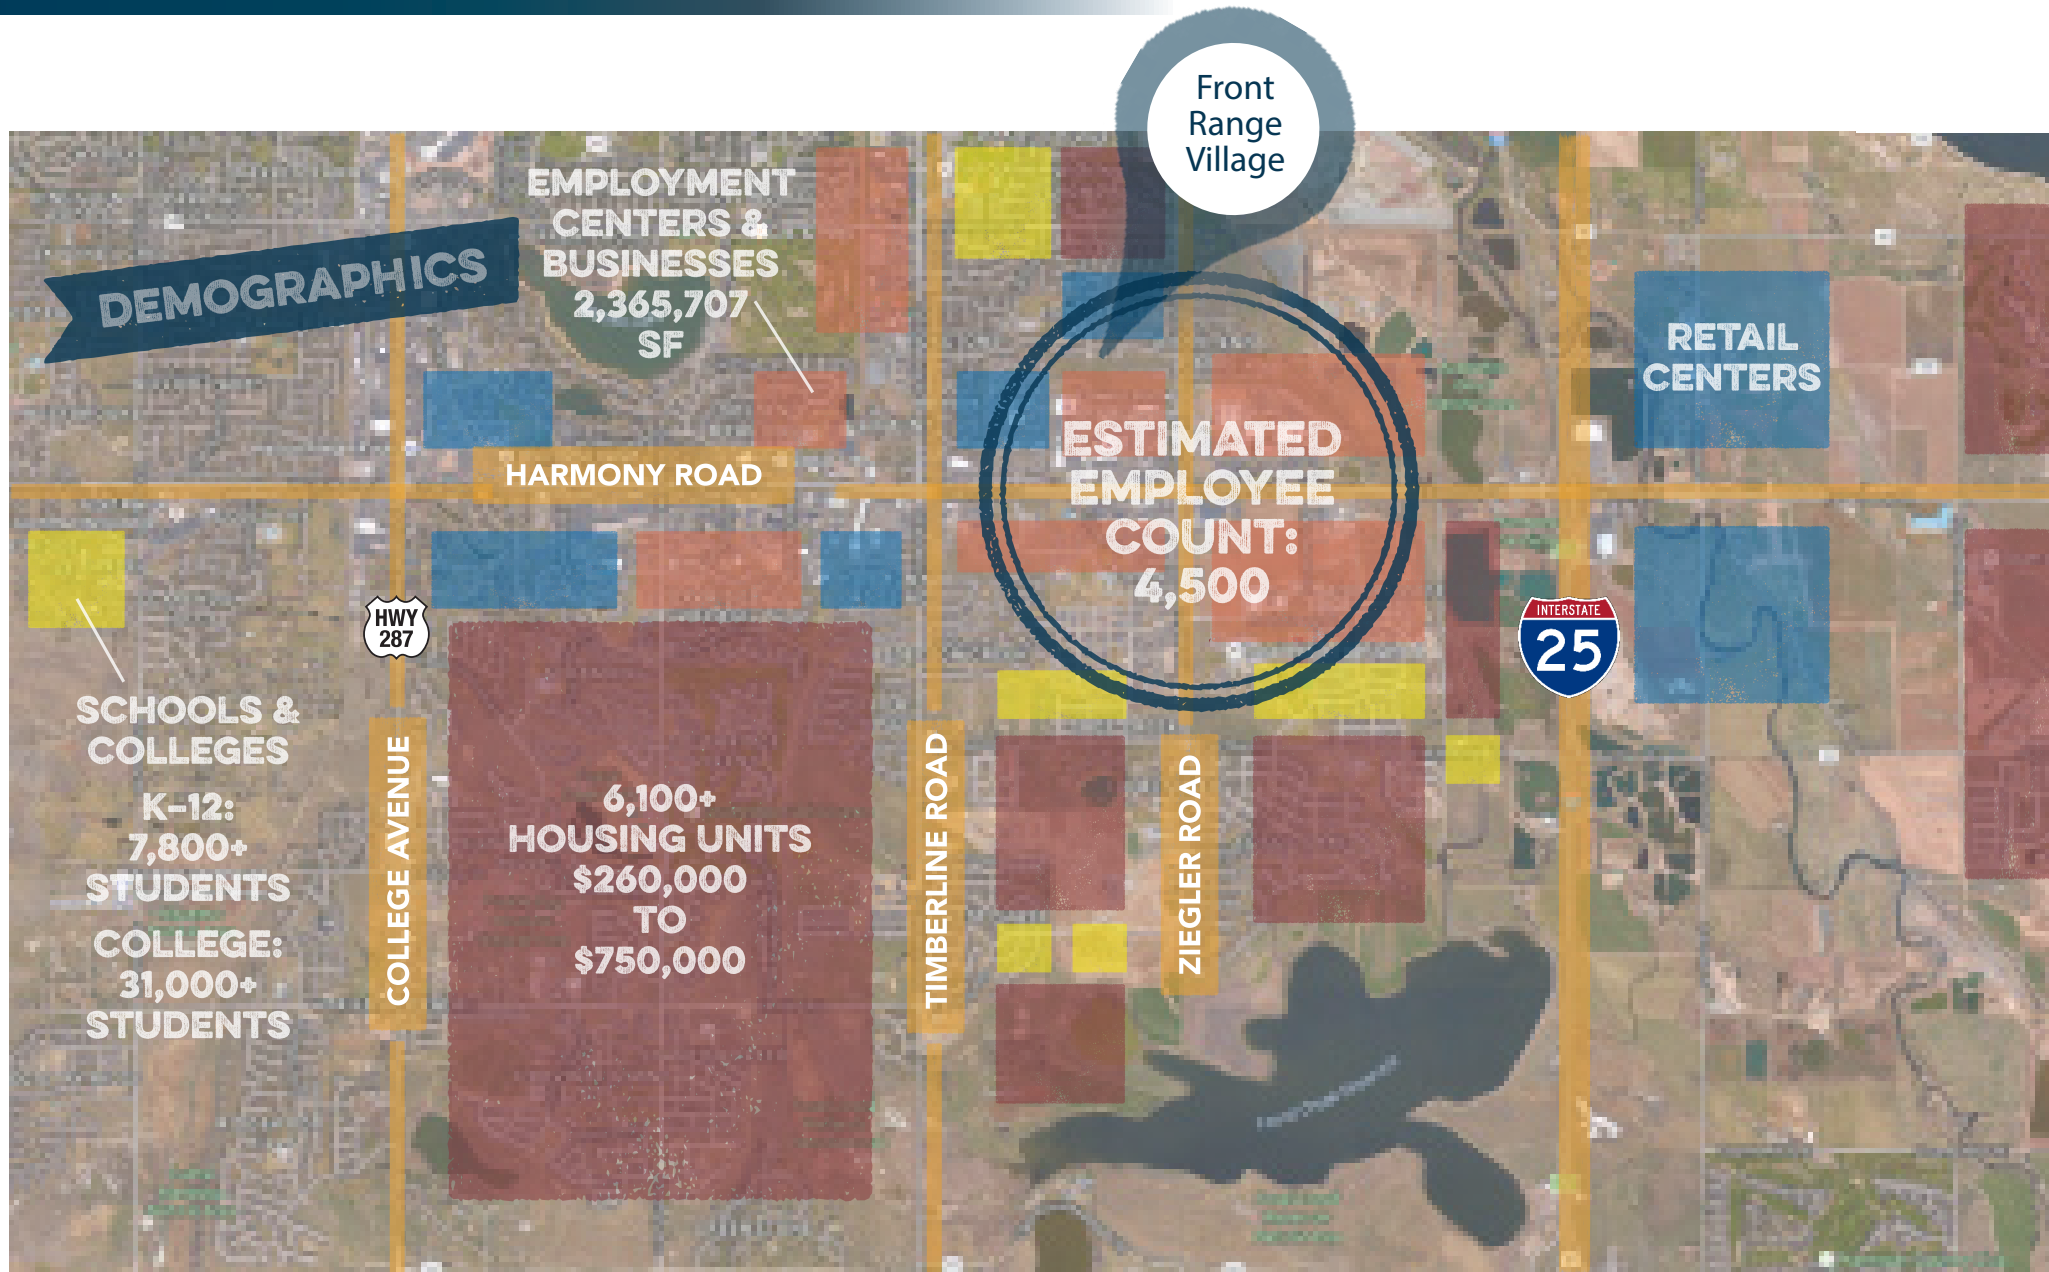 Front
Range
Village
DEMOGRAPHICS
EMPLOYMENT
CENTERS &
BUSINESSES
2,365,707
SF
RETAIL
CENTERS
HARMONY ROAD
ESTIMATED
EMPLOYEE
COUNT:
4,500
HWY
287
INTERSTATE
25
SCHOOLS &
COLLEGES
K-12:
7,800+
STUDENTS
COLLEGE:
31,000+
STUDENTS
COLLEGE AVENUE
6,100+
HOUSING UNITS
$260,000
TO
$750,000
TIMBERLINE ROAD
ZIEGLER ROAD